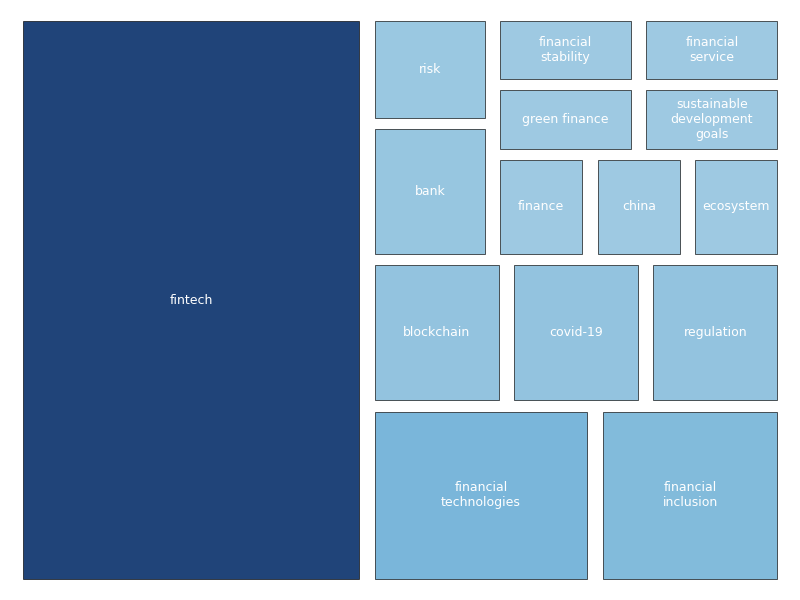 fintech
risk
bank
financial
stability
financial
service
green finance
sustainable
development
goals
finance
china
ecosystem
blockchain
covid-19
regulation
financial
technologies
financial
inclusion